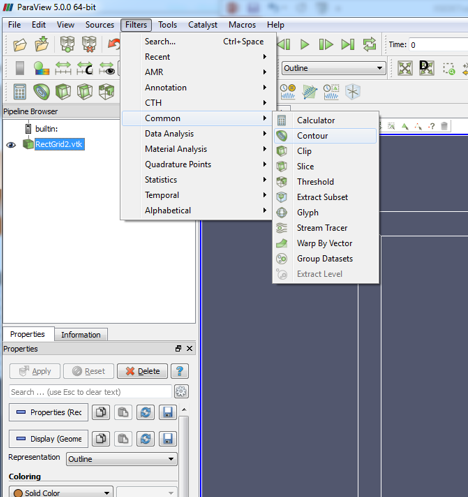 ParaView 5.0.0 64-bit
File Edit View Sources Filters Tools Catalyst Macros Help
Search... Ctrl+Space
Recent
AMR
Annotation
CTH
Common
Data Analysis
Material Analysis
Quadrature Points
Statistics
Temporal
Alphabetical
Calculator
Contour
Clip
Slice
Threshold
Extract Subset
Glyph
Stream Tracer
Warp By Vector
Group Datasets
Extract Level
Time: 0
Outline
Pipeline Browser
builtin:
RectGrid2.vtk
Properties Information
Properties
Apply Reset Delete ?
Search ... (use Esc to clear text)
Properties (Rec
Display (Geome
Representation Outline
Coloring
Solid Color